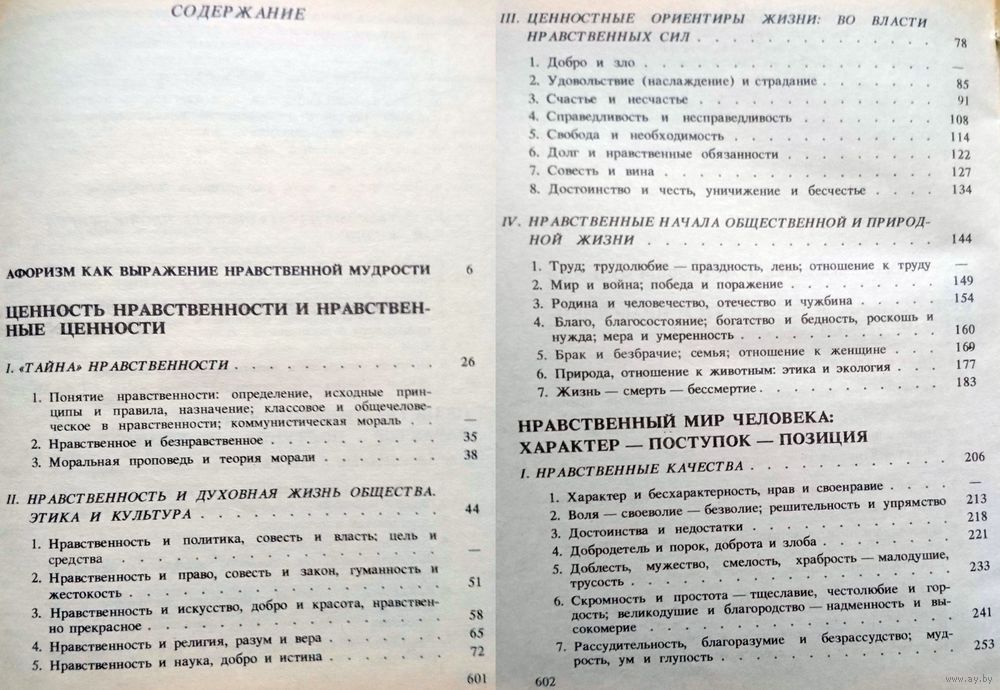 СОДЕРЖАНИЕ
АФОРИЗМ КАК ВЫРАЖЕНИЕ НРАВСТВЕННОЙ МУДРОСТИ 6
ЦЕННОСТЬ НРАВСТВЕННОСТИ И НРАВСТВЕН-
НЫЕ ЦЕННОСТИ
I. «ТАЙНА» НРАВСТВЕННОСТИ . . . . . . . . . . . 26
1. Понятие нравственности: определение, исходные прин-
ципы и правила, назначение; классовое и общечелове-
ческое в нравственности; коммунистическая мораль . . —
2. Нравственное и безнравственное . . . . . . . . . 35
3. Моральная проповедь и теория морали . . . . . . . 38
II. НРАВСТВЕННОСТЬ И ДУХОВНАЯ ЖИЗНЬ ОБЩЕСТВА.
ЭТИКА И КУЛЬТУРА . . . . . . . . . . . . 44
1. Нравственность и политика, совесть и власть; цель и
средства . . . . . . . . . . . . . . . —
2. Нравственность и право, совесть и закон, гуманность и
жестокость . . . . . . . . . . . . . . 51
3. Нравственность и искусство, добро и красота, нравствен-
но прекрасное . . . . . . . . . . . . . 58
4. Нравственность и религия, разум и вера . . . . . . 65
5. Нравственность и наука, добро и истина . . . . . . 72
601
III. ЦЕННОСТНЫЕ ОРИЕНТИРЫ ЖИЗНИ: ВО ВЛАСТИ
НРАВСТВЕННЫХ СИЛ . . . . . . . . . . . . 78
1. Добро и зло . . . . . . . . . . . . . . —
2. Удовольствие (наслаждение) и страдание . . . . . . 85
3. Счастье и несчастье . . . . . . . . . . . . 91
4. Справедливость и несправедливость . . . . . . . 108
5. Свобода и необходимость . . . . . . . . . . 114
6. Долг и нравственные обязанности . . . . . . . . 122
7. Совесть и вина . . . . . . . . . . . . . 127
8. Достоинство и честь, уничижение и бесчестье . . . . 134
IV. НРАВСТВЕННЫЕ НАЧАЛА ОБЩЕСТВЕННОЙ И ПРИРОД-
НОЙ ЖИЗНИ . . . . . . . . . . . . . . 144
1. Труд; трудолюбие — праздность, лень; отношение к труду —
2. Мир и война; победа и поражение . . . . . . . . 149
3. Родина и человечество, отечество и чужбина . . . . . 154
4. Благо, благосостояние; богатство и бедность, роскошь и
нужда; мера и умеренность . . . . . . . . . 160
5. Брак и безбрачие; семья; отношение к женщине . . . 169
6. Природа, отношение к животным: этика и экология . . . 177
7. Жизнь — смерть — бессмертие . . . . . . . . . 183
НРАВСТВЕННЫЙ МИР ЧЕЛОВЕКА:
ХАРАКТЕР — ПОСТУПОК — ПОЗИЦИЯ
I. НРАВСТВЕННЫЕ КАЧЕСТВА . . . . . . . . . . 206
1. Характер и бесхарактерность, нрав и своенравие . . . . —
2. Воля — своеволие — безволие; решительность и упрямство 213
3. Достоинства и недостатки . . . . . . . . . . 218
4. Добродетель и порок, доброта и злоба . . . . . . . 221
5. Доблесть, мужество, смелость, храбрость — малодушие,
трусость . . . . . . . . . . . . . . . 233
6. Скромность и простота — тщеславие, честолюбие и гор-
дость; великодушие и благородство — надменность и вы-
сокомерие . . . . . . . . . . . . . . 241
7. Рассудительность, благоразумие и безрассудство; муд-
рость, ум и глупость . . . . . . . . . . . 253
602
www.ay.by